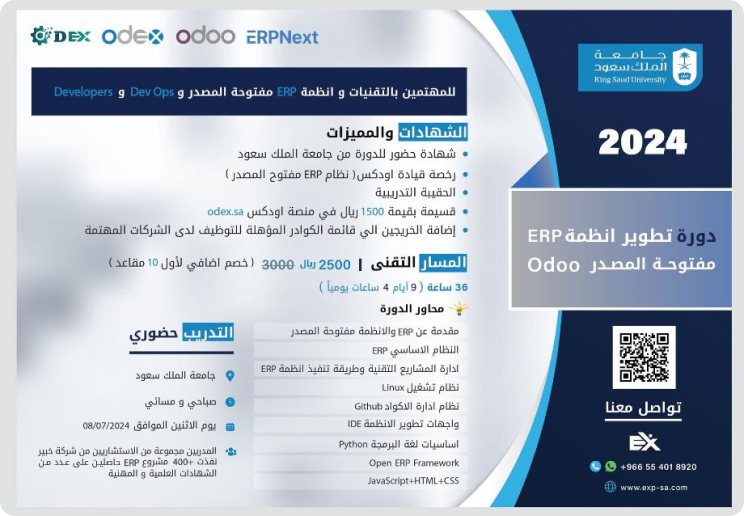 DEX
odex
odoo
ERPNext
جامعة
الملك سعود
King Saud University
2024
دورة تطوير انظمة ERP
مفتوحة المصدر Odoo
تواصل معنا
EX
+966 55 401 8920
www.exp-sa.com
للمهتمين بالتقنيات و انظمة ERP مفتوحة المصدر و Dev Ops و Developers
الشهادات والمميزات
شهادة حضور للدورة من جامعة الملك سعود
رخصة قيادة اودكس( نظام ERP مفتوح المصدر )
الحقيبة التدريبية
قسيمة بقيمة 1500 ريال في منصة اودكس odex.sa
إضافة الخريجين الي قائمة الكوادر المؤهلة للتوظيف لدى الشركات المهتمة
المسار التقنى | 2500 ريال 3000 ( خصم اضافي لأول 10 مقاعد )
36 ساعة ( 9 أيام 4 ساعات يومياً )
محاور الدورة
مقدمة عن ERP والانظمة مفتوحة المصدر
النظام الاساسي ERP
ادارة المشاريع التقنية وطريقة تنفيذ انظمة ERP
نظام تشغيل Linux
نظام ادارة الاكواد Github
واجهات تطوير الانظمة IDE
اساسيات لغة البرمجة Python
Open ERP Framework
JavaScript+HTML+CSS
التدريب حضوري
جامعة الملك سعود
صباحي و مسائي
يوم الاثنين الموافق 08/07/2024
المدربين مجموعة من الاستشاريين من شركة خبير
نفذت +400 مشروع ERP حاصلين على عدد من
الشهادات العلمية و المهنية